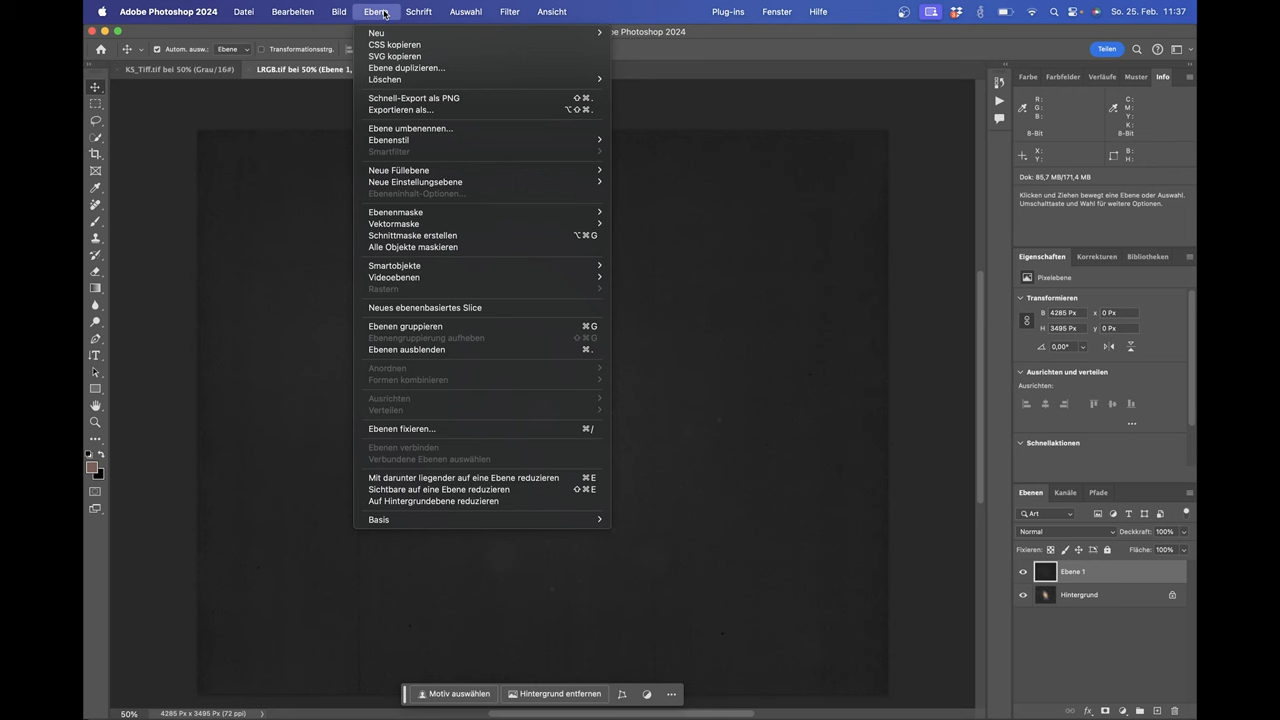 Adobe Photoshop 2024 Datei Bearbeiten Bild Ebene Schrift Auswahl Filter Ansicht Plug-ins Fenster Hilfe So. 25. Feb. 11:37
be Photoshop 2024
Autom. ausw.: Ebene Transformationsstrg. Teilen
KS_Tiff.tif bei 50% (Grau/16#) LRGB.tif bei 50% (Ebene 1,
Neu
CSS kopieren
SVG kopieren
Ebene duplizieren...
Löschen
Schnell-Export als PNG ⇧⌘.
Exportieren als... ⌥⇧⌘.
Ebene umbenennen...
Ebenenstil
Smartfilter
Neue Füllebene
Neue Einstellungsebene
Ebeneninhalt-Optionen...
Ebenenmaske
Vektormaske
Schnittmaske erstellen ⌥⌘G
Alle Objekte maskieren
Smartobjekte
Videoebenen
Rastern
Neues ebenenbasiertes Slice
Ebenen gruppieren ⌘G
Ebenengruppierung aufheben ⇧⌘G
Ebenen ausblenden ⌘.
Anordnen
Formen kombinieren
Ausrichten
Verteilen
Ebenen fixieren... ⌘/
Ebenen verbinden
Verbundene Ebenen auswählen
Mit darunter liegender auf eine Ebene reduzieren ⌘E
Sichtbare auf eine Ebene reduzieren ⇧⌘E
Auf Hintergrundebene reduzieren
Basis
Farbe Farbfelder Verläufe Muster Info
R: C:
G: M:
B: Y:
K:
8-Bit 8-Bit
X: B:
Y: H:
Dok: 85,7 MB/171,4 MB
Klicken und Ziehen bewegt eine Ebene oder Auswahl.
Umschalttaste und Wahl für weitere Optionen.
Eigenschaften Korrekturen Bibliotheken
Pixelebene
Transformieren
B 4285 Px x 0 Px
H 3495 Px y 0 Px
0,00°
Ausrichten und verteilen
Ausrichten:
Schnellaktionen
Ebenen Kanäle Pfade
Art
Normal Deckkraft: 100%
Fixieren: Fläche: 100%
Ebene 1
Hintergrund
Motiv auswählen Hintergrund entfernen
50% 4285 Px x 3495 Px (72 ppi)